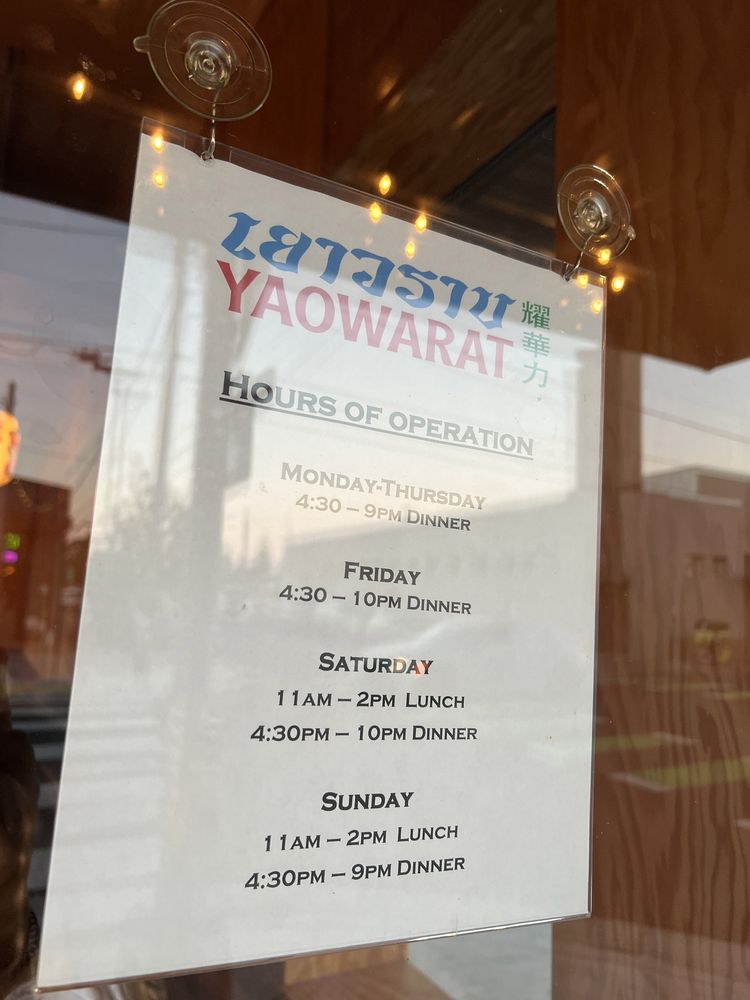 เยาวราช
YAOWARAT
耀華力
HOURS OF OPERATION
MONDAY-THURSDAY
4:30 – 9PM DINNER
FRIDAY
4:30 – 10PM DINNER
SATURDAY
11AM – 2PM LUNCH
4:30PM – 10PM DINNER
SUNDAY
11AM – 2PM LUNCH
4:30PM – 9PM DINNER